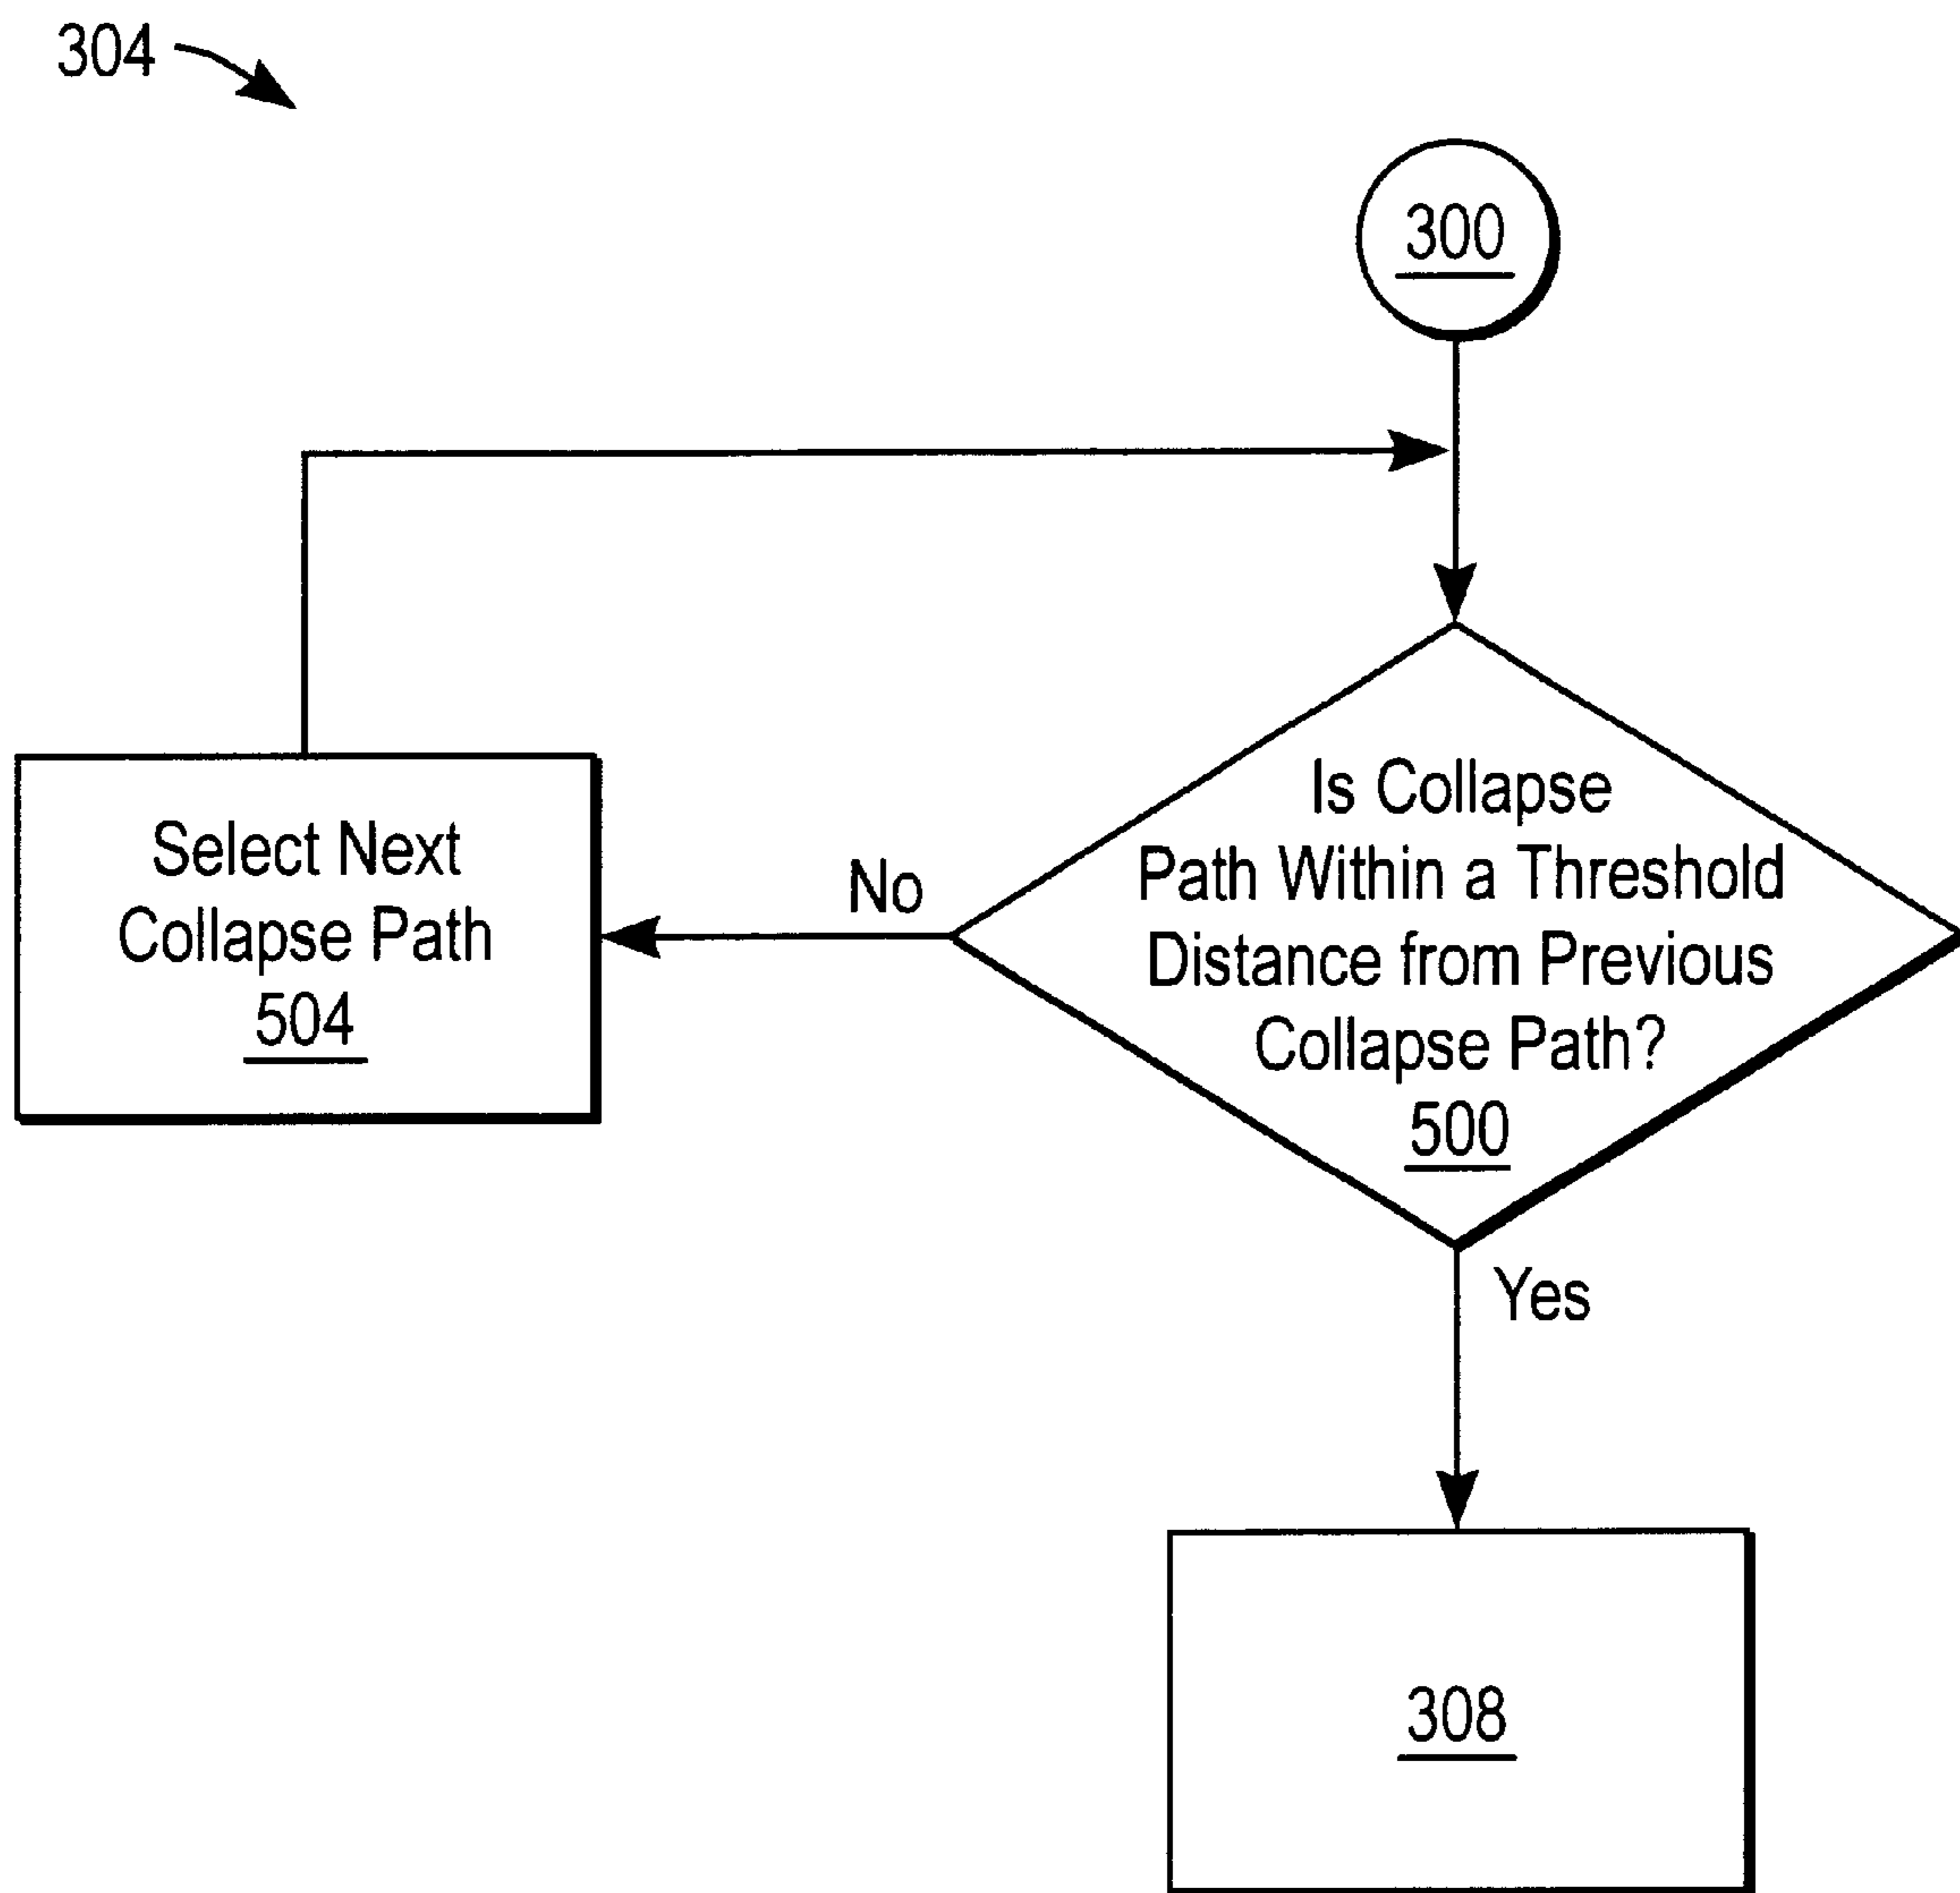 304
300
Is Collapse
Path Within a Threshold
Distance from Previous
Collapse Path?
500
No
Select Next
Collapse Path
504
Yes
308